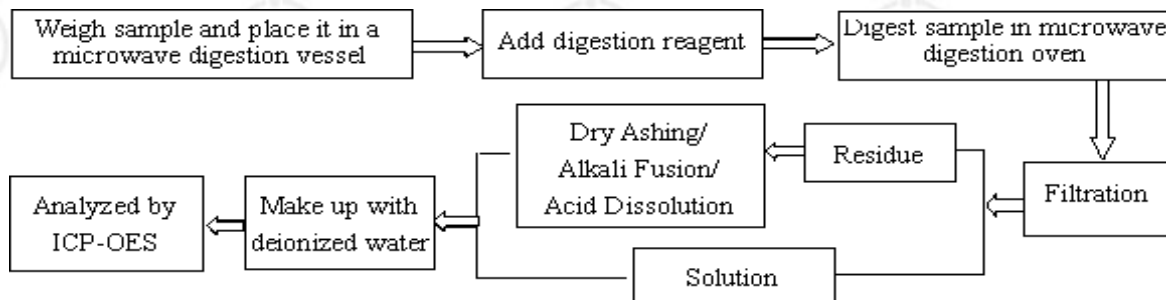 Weigh sample and place it in a
microwave digestion vessel
Add digestion reagent
Digest sample in microwave
digestion oven
Filtration
Residue
Solution
Dry Ashing/
Alkali Fusion/
Acid Dissolution
Make up with
deionized water
Analyzed by
ICP-OES